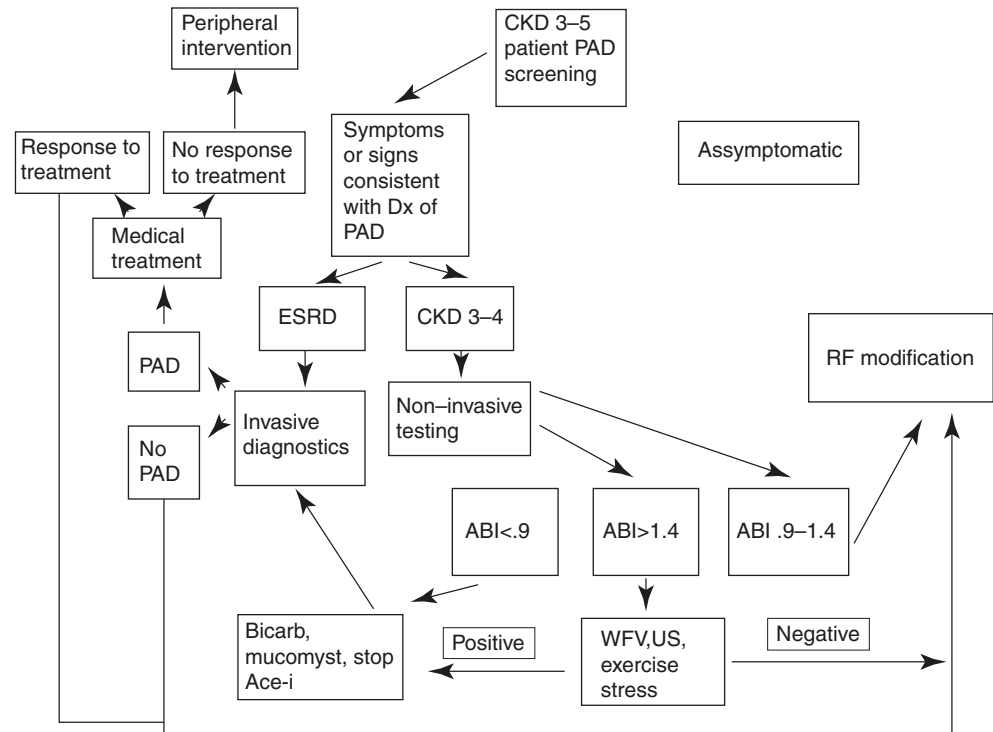 Peripheral
intervention
CKD 3–5
patient PAD
screening
Response to
treatment
No response
to treatment
Symptoms
or signs
consistent
with Dx of
PAD
Assymptomatic
Medical
treatment
ESRD
CKD 3–4
RF modification
PAD
Invasive
diagnostics
Non–invasive
testing
No
PAD
ABI<.9
ABI>1.4
ABI .9–1.4
Bicarb,
mucomyst, stop
Ace-i
Positive
WFV,US,
exercise
stress
Negative